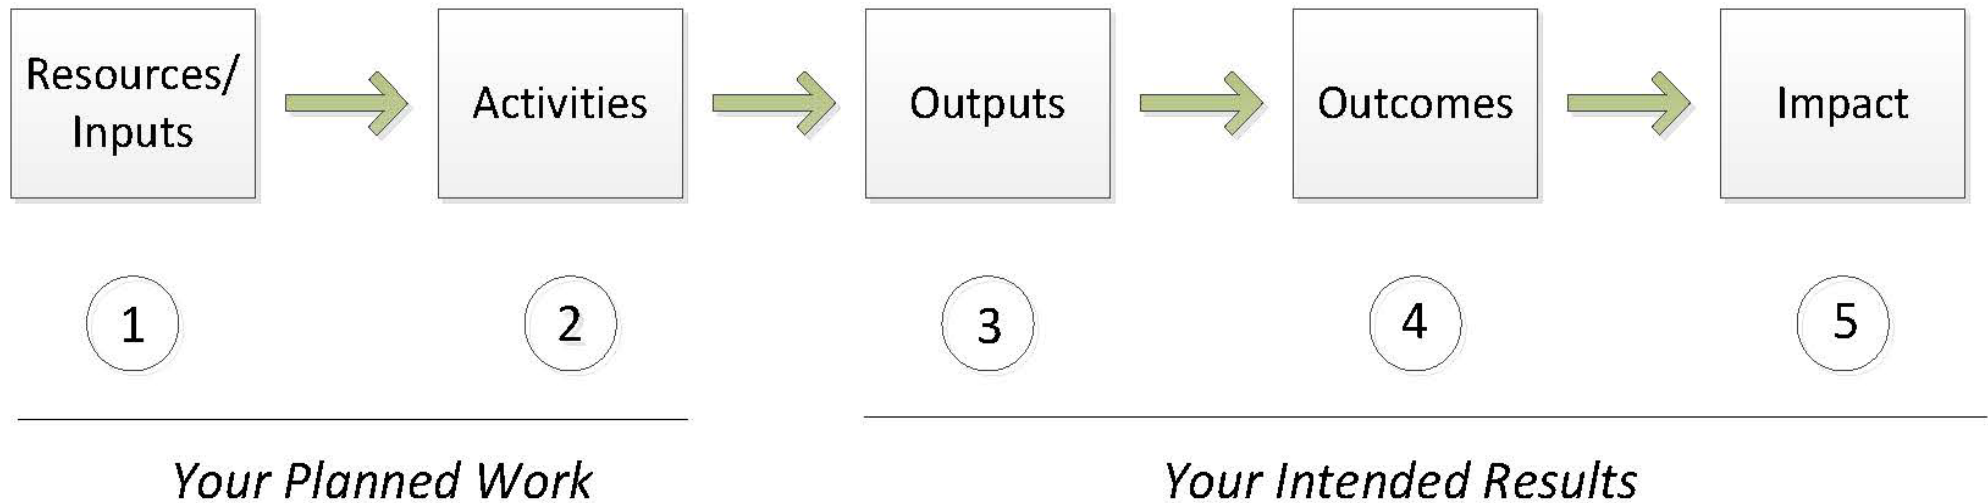 Resources/
Inputs
Activities
Outputs
Outcomes
Impact
1
2
3
4
5
Your Planned Work
Your Intended Results